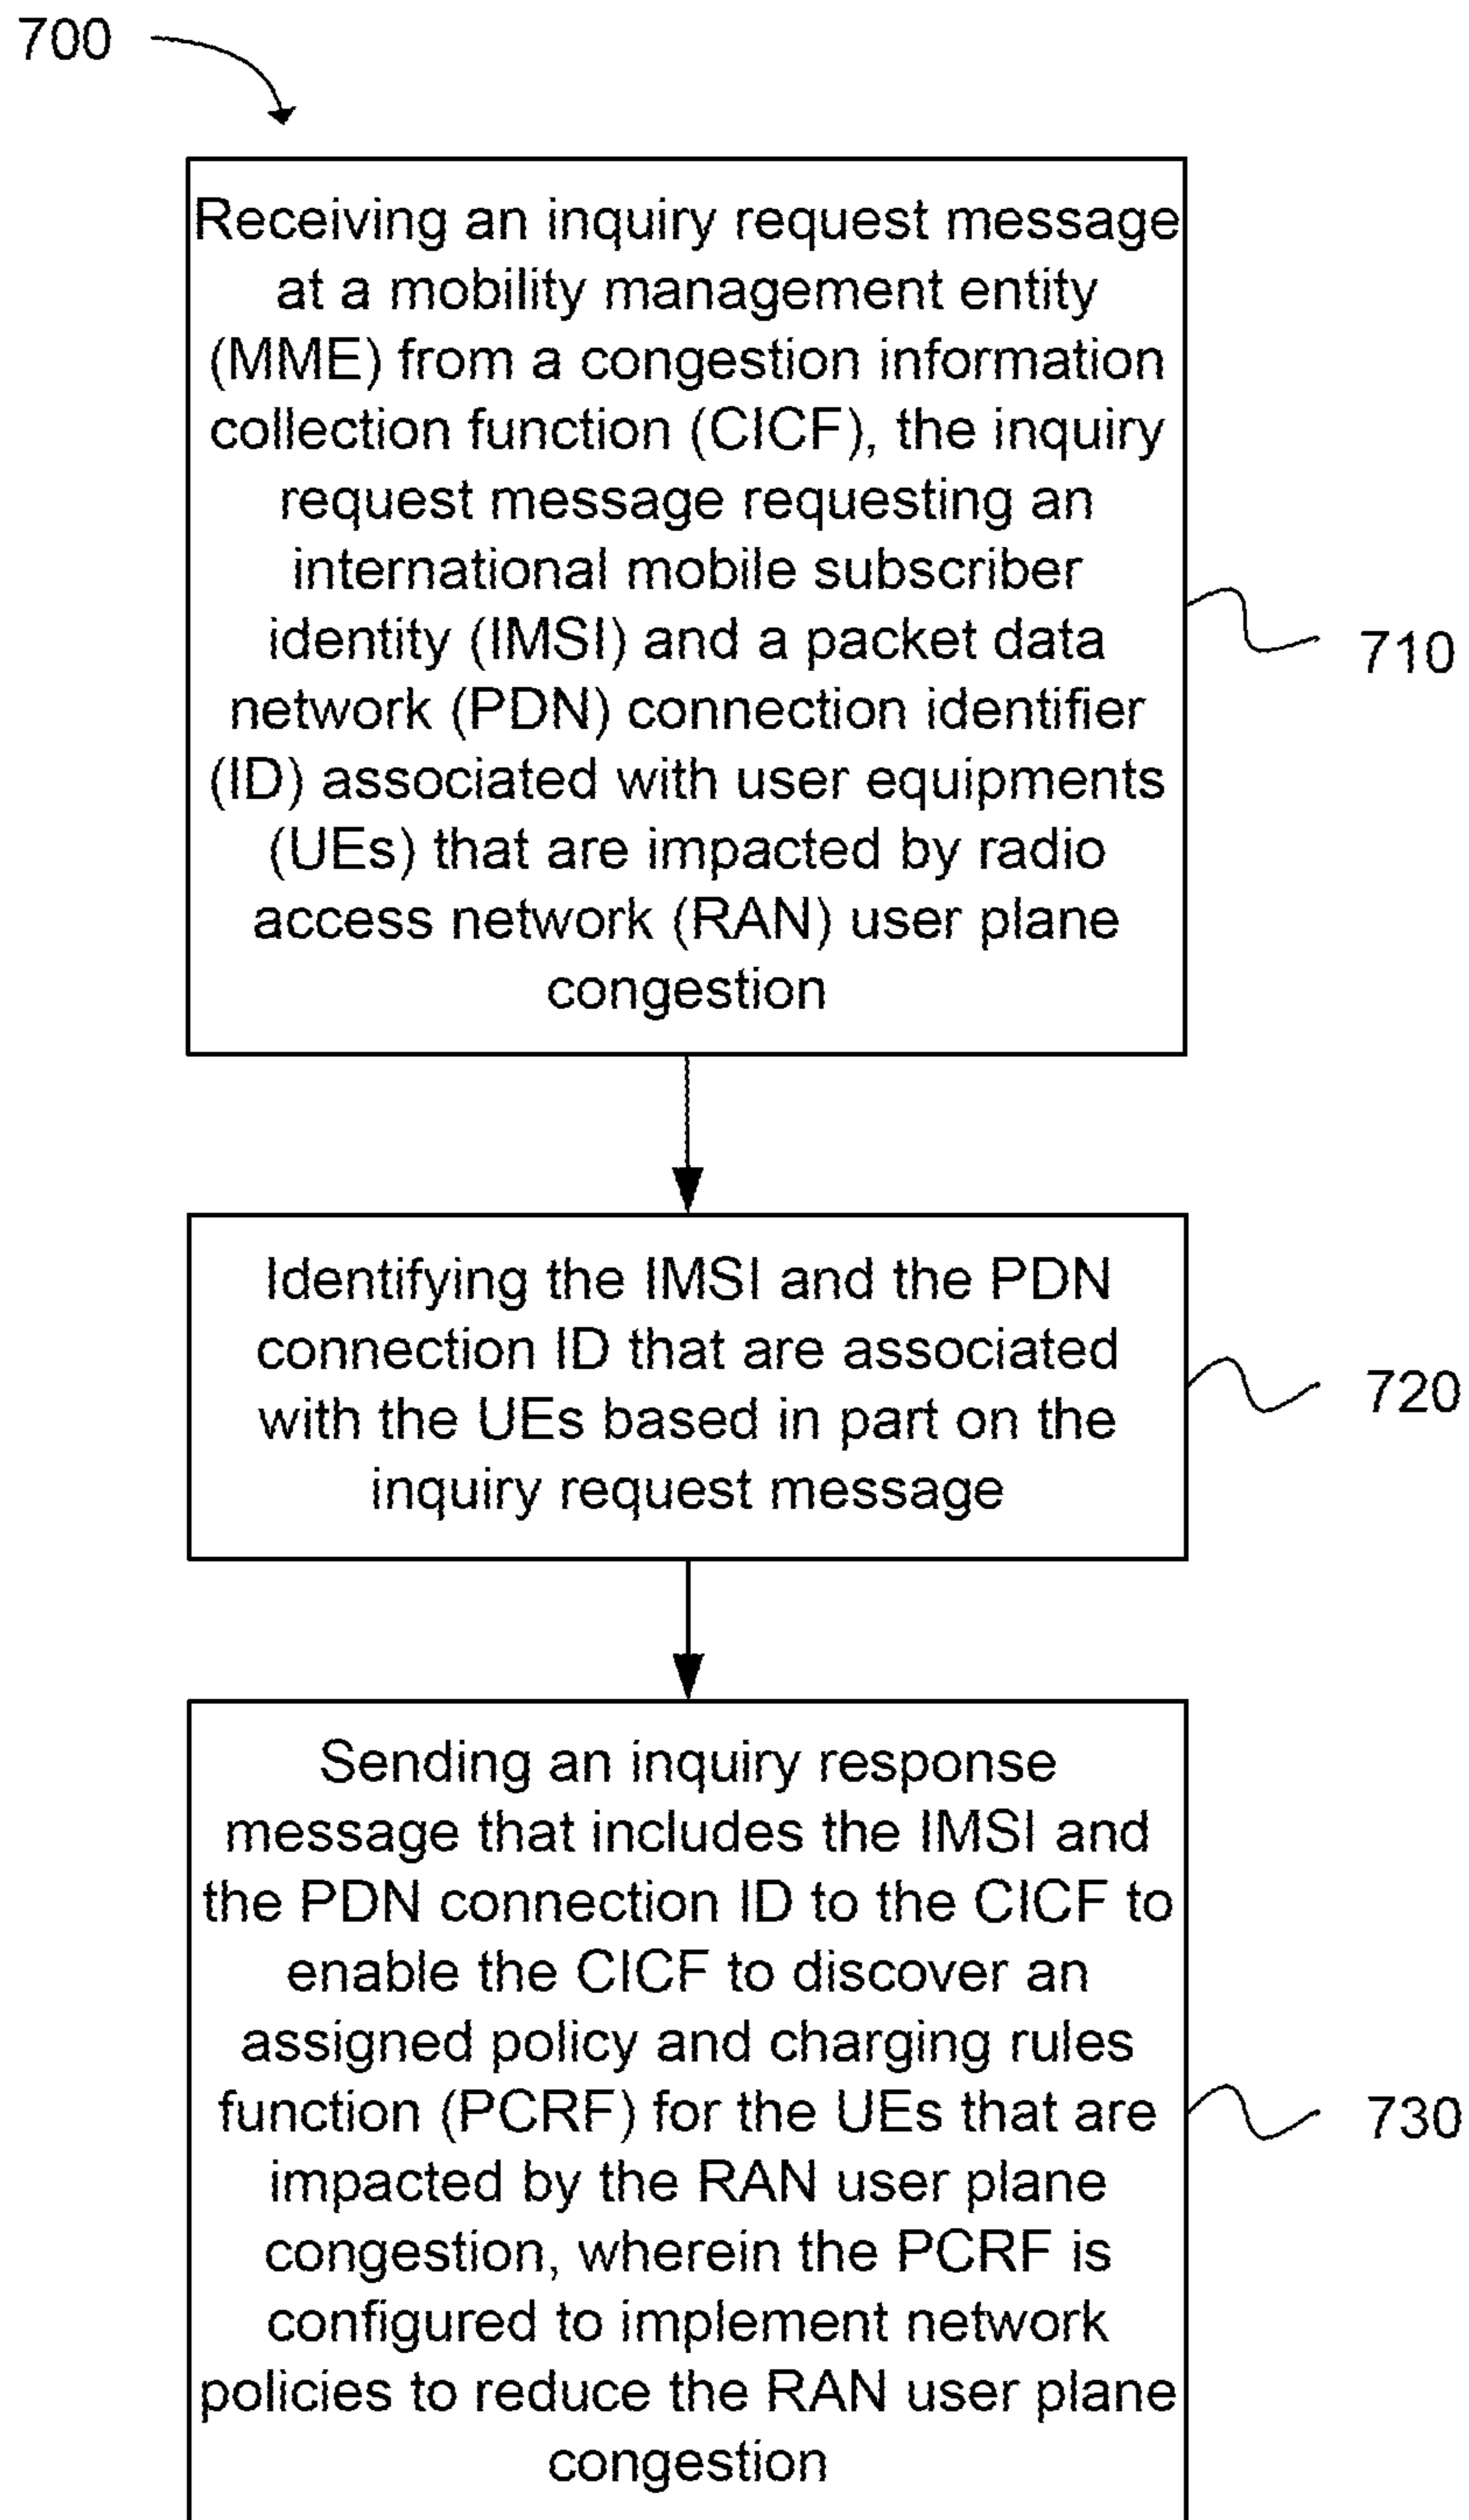 700
Receiving an inquiry request message
at a mobility management entity
(MME) from a congestion information
collection function (CICF), the inquiry
request message requesting an
international mobile subscriber
identity (IMSI) and a packet data
network (PDN) connection identifier
(ID) associated with user equipments
(UEs) that are impacted by radio
access network (RAN) user plane
congestion
710
Identifying the IMSI and the PDN
connection ID that are associated
with the UEs based in part on the
inquiry request message
720
Sending an inquiry response
message that includes the IMSI and
the PDN connection ID to the CICF to
enable the CICF to discover an
assigned policy and charging rules
function (PCRF) for the UEs that are
impacted by the RAN user plane
congestion, wherein the PCRF is
configured to implement network
policies to reduce the RAN user plane
congestion
730